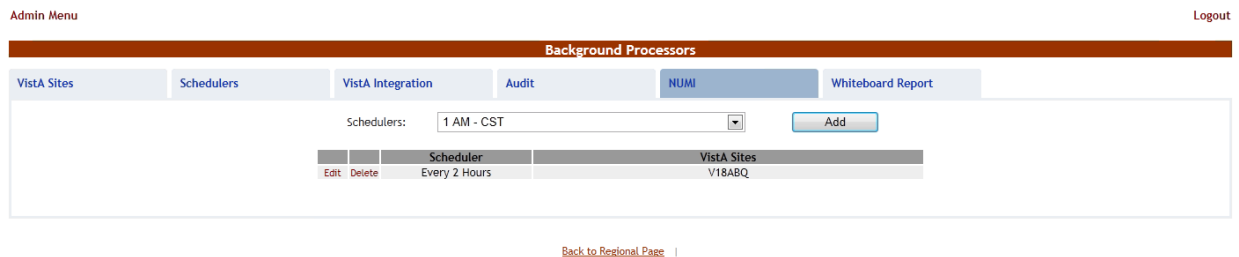 Admin Menu Logout
Background Processors
VistA Sites Schedulers VistA Integration Audit NUMI Whiteboard Report
Schedulers: 1 AM - CST Add
Scheduler VistA Sites
Edit Delete Every 2 Hours V18ABQ
Back to Regional Page |